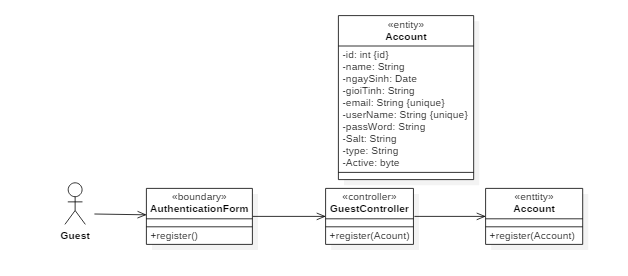 «entity»
Account
-id: int {id}
-name: String
-ngaySinh: Date
-gioiTinh: String
-email: String {unique}
-userName: String {unique}
-passWord: String
-Salt: String
-type: String
-Active: byte
Guest
«boundary»
AuthenticationForm
+register()
«controller»
GuestController
+register(Acount)
«enttity»
Account
+register(Account)